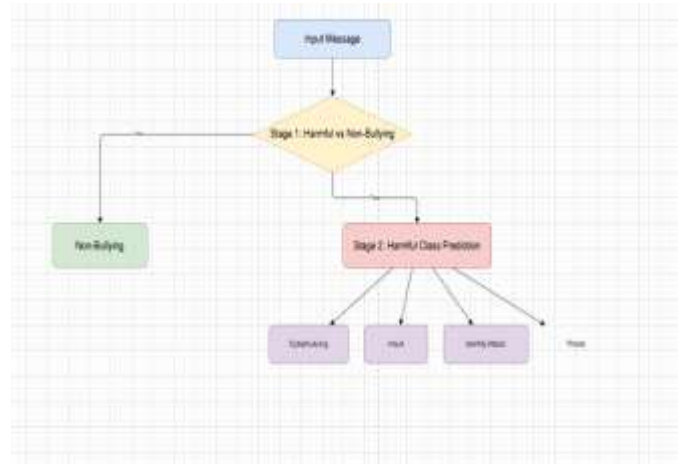 Input Message
Stage 1: Harmful vs Non-Bullying
Non-Bullying
Stage 2: Harmful Class Prediction
Cyberbullying
Insult
Identity Attack
Threat